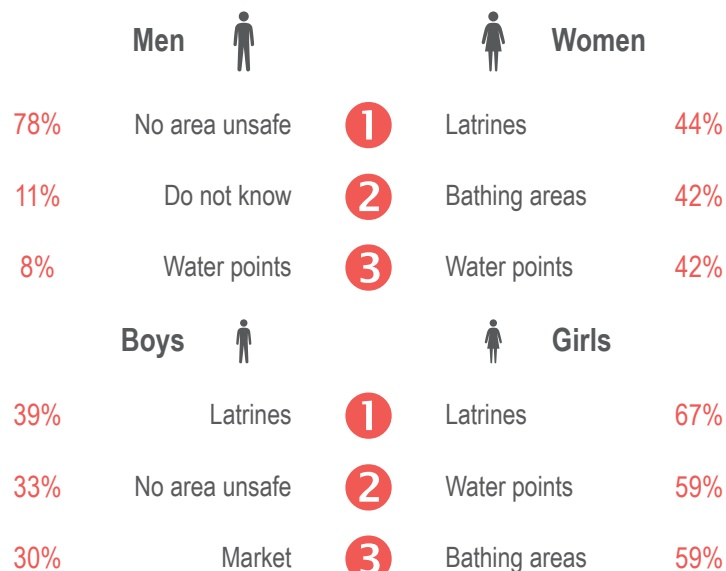 Men Women
78% No area unsafe 1 Latrines 44%
11% Do not know 2 Bathing areas 42%
8% Water points 3 Water points 42%
Boys Girls
39% Latrines 1 Latrines 67%
33% No area unsafe 2 Water points 59%
30% Market 3 Bathing areas 59%